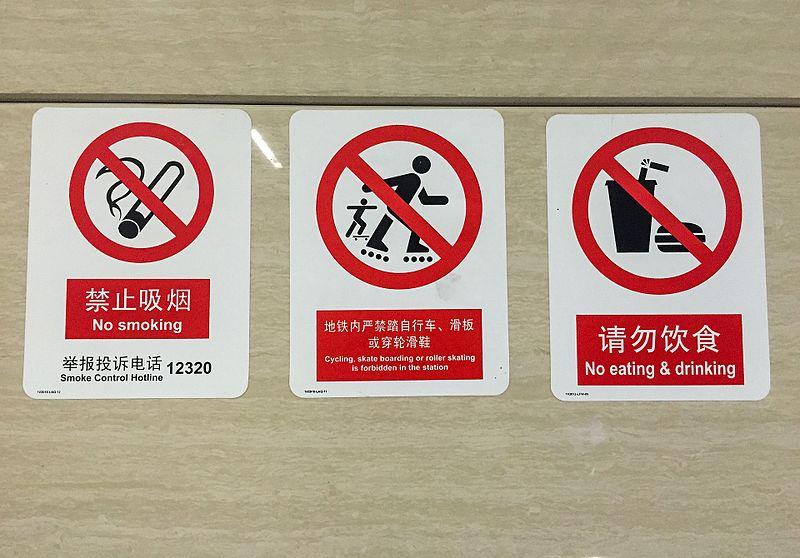 禁止吸烟
No smoking
举报投诉电话 12320
Smoke Control Hotline
地铁内严禁踏自行车、滑板
或穿轮滑鞋
Cycling, skate boarding or roller skating
is forbidden in the station
请勿饮食
No eating & drinking